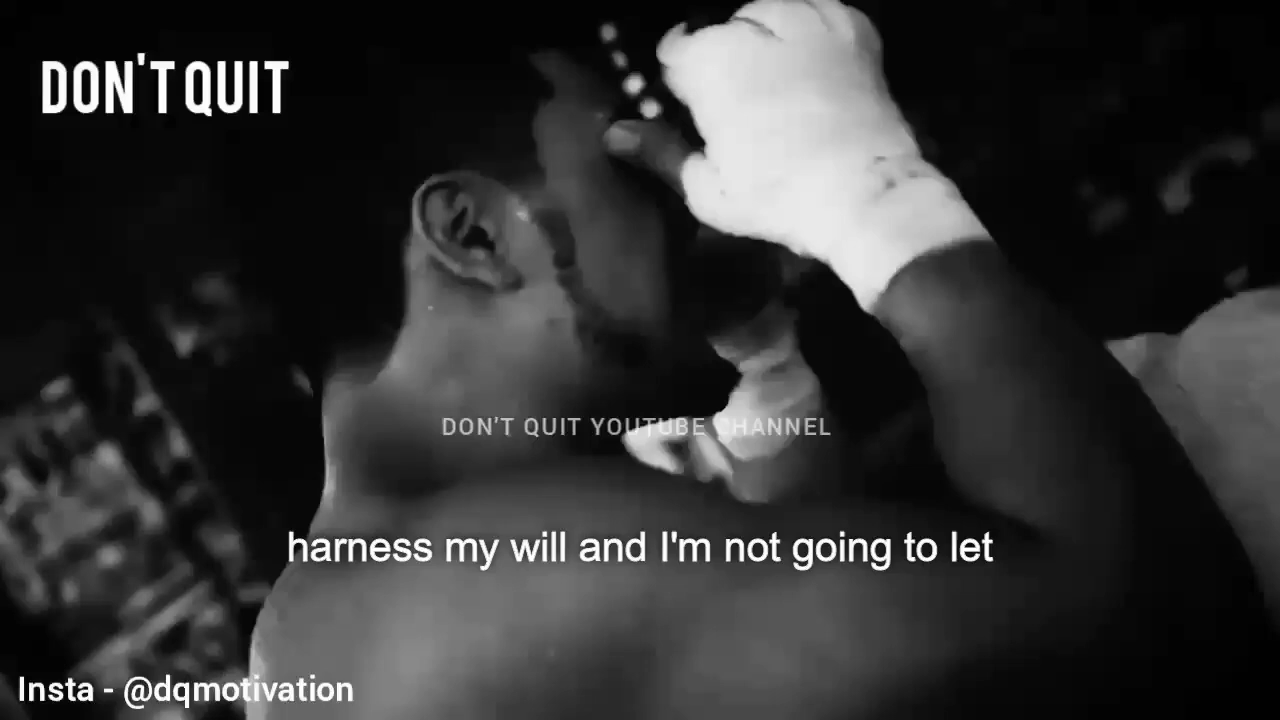 DON'T QUIT
DON'T QUIT YOUTUBE CHANNEL
harness my will and I'm not going to let
Insta - @dqmotivation